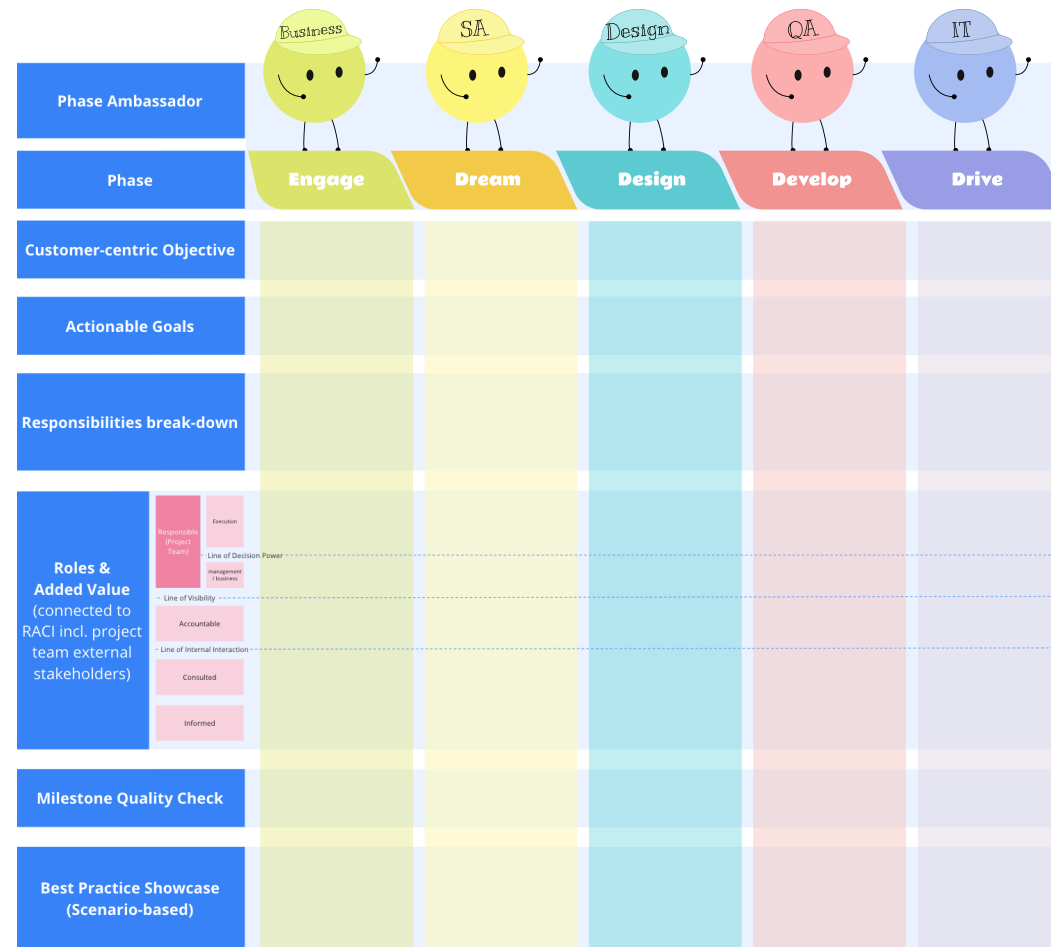 Business
SA
Design
QA
IT
Phase Ambassador
Phase
Engage
Dream
Design
Develop
Drive
Customer-centric Objective
Actionable Goals
Responsibilities break-down
Roles &
Added Value
(connected to
RACI incl. project
team external
stakeholders)
Responsible
(Project
Team)
Execution
Line of Decision Power
management
/ business
Line of Visibility
Accountable
Line of Internal Interaction
Consulted
Informed
Milestone Quality Check
Best Practice Showcase
(Scenario-based)